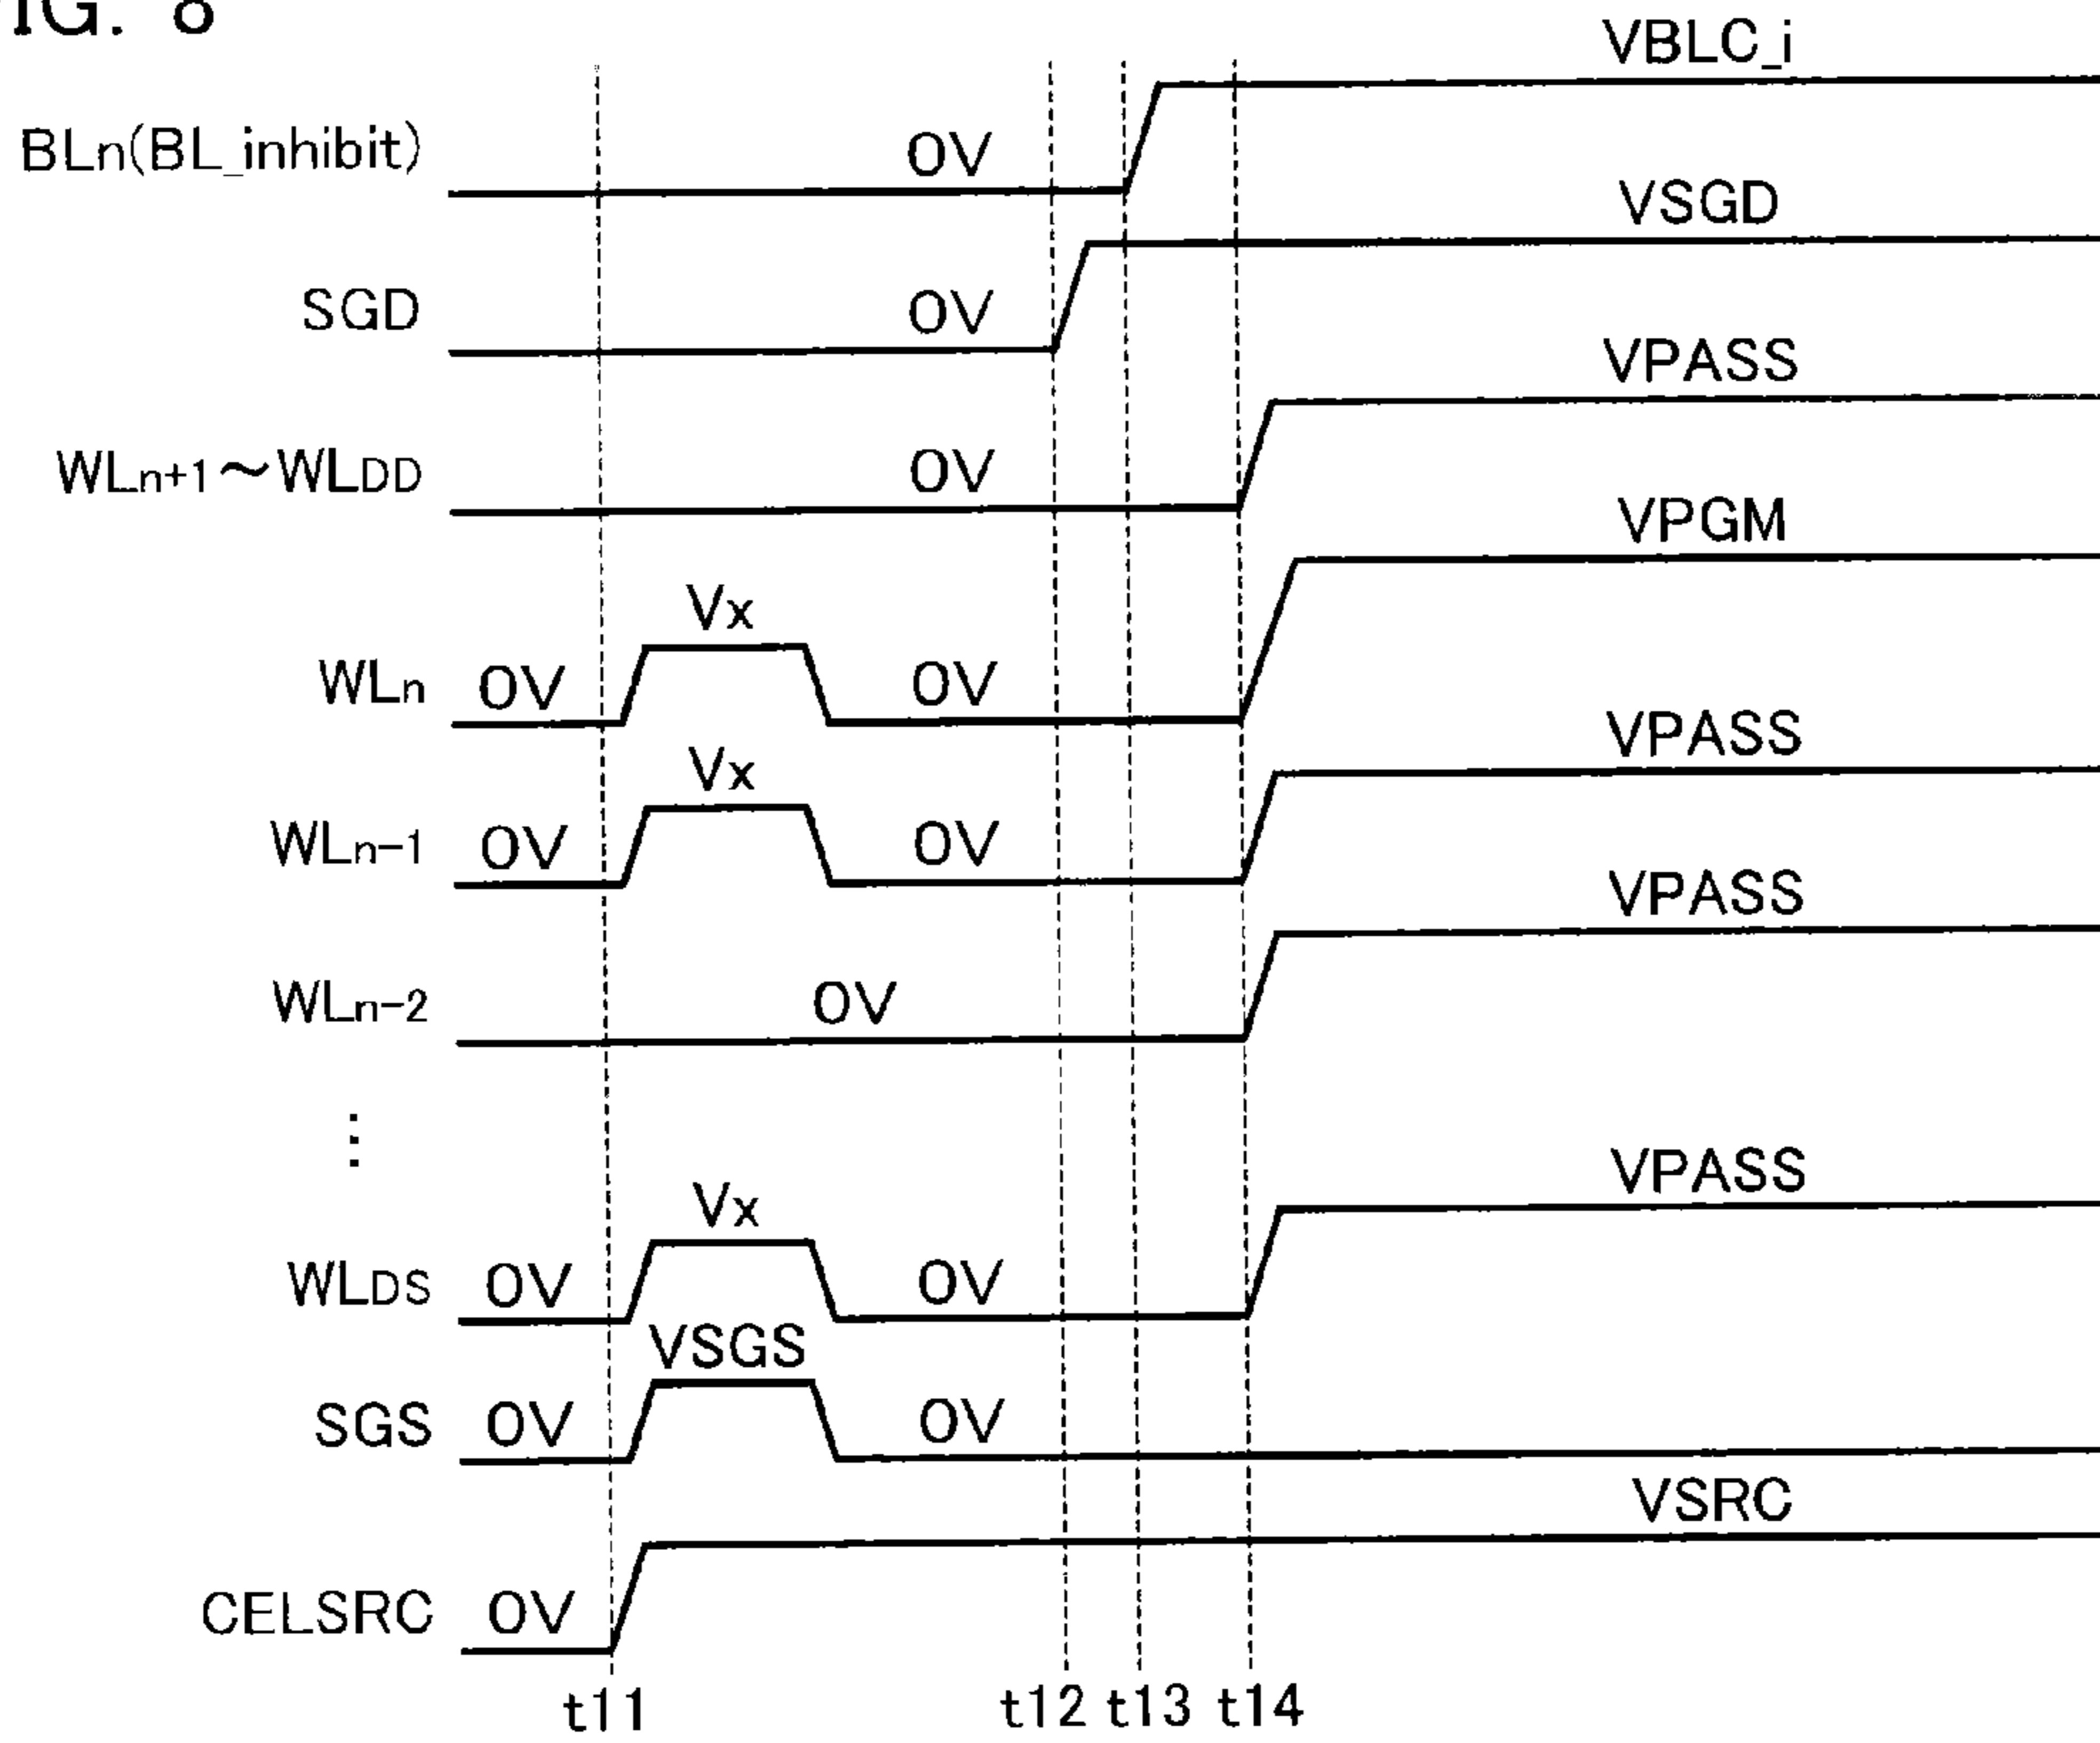 FIG. 8
VBLC_i
BLn(BL_inhibit) 0V
VSGD
SGD 0V
VPASS
WLn+1~WLDD 0V
VPGM
Vx
WLn 0V 0V
VPASS
Vx
WLn-1 0V 0V
VPASS
WLn-2 0V
⋮
VPASS
Vx
WLDS 0V 0V
VSGS
SGS 0V 0V
VSRC
CELSRC 0V
t11 t12 t13 t14